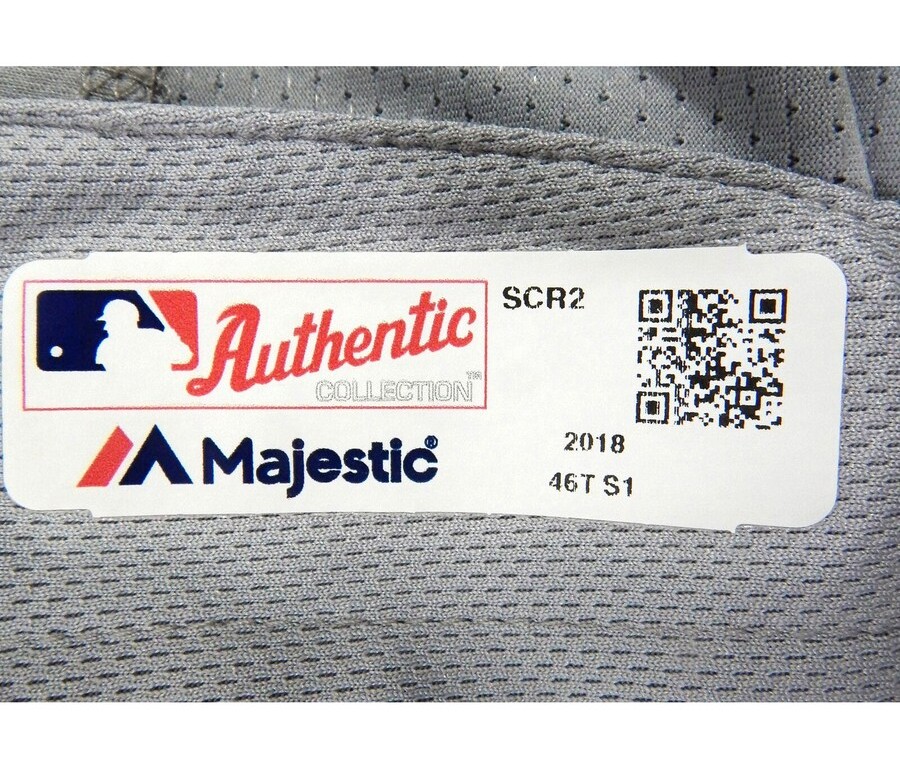 Authentic
COLLECTION™
Majestic®
SCR2
2018
46T S1